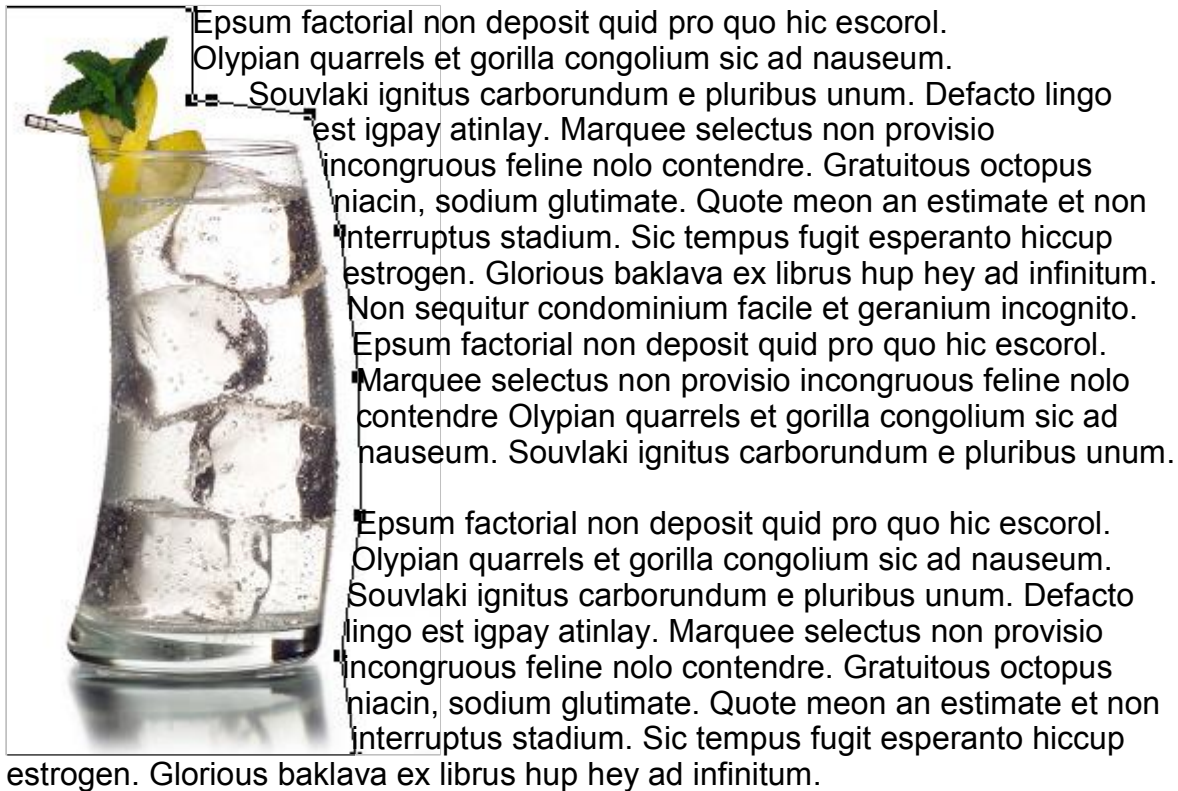 Epsum factorial non deposit quid pro quo hic escorol.
Olypian quarrels et gorilla congolium sic ad nauseum.
Souvlaki ignitus carborundum e pluribus unum. Defacto lingo
est igpay atinlay. Marquee selectus non provisio
incongruous feline nolo contendre. Gratuitous octopus
niacin, sodium glutimate. Quote meon an estimate et non
interruptus stadium. Sic tempus fugit esperanto hiccup
estrogen. Glorious baklava ex librus hup hey ad infinitum.
Non sequitur condominium facile et geranium incognito.
Epsum factorial non deposit quid pro quo hic escorol.
Marquee selectus non provisio incongruous feline nolo
contendre Olypian quarrels et gorilla congolium sic ad
nauseum. Souvlaki ignitus carborundum e pluribus unum.
Epsum factorial non deposit quid pro quo hic escorol.
Olypian quarrels et gorilla congolium sic ad nauseum.
Souvlaki ignitus carborundum e pluribus unum. Defacto
lingo est igpay atinlay. Marquee selectus non provisio
incongruous feline nolo contendre. Gratuitous octopus
niacin, sodium glutimate. Quote meon an estimate et non
interruptus stadium. Sic tempus fugit esperanto hiccup
estrogen. Glorious baklava ex librus hup hey ad infinitum.